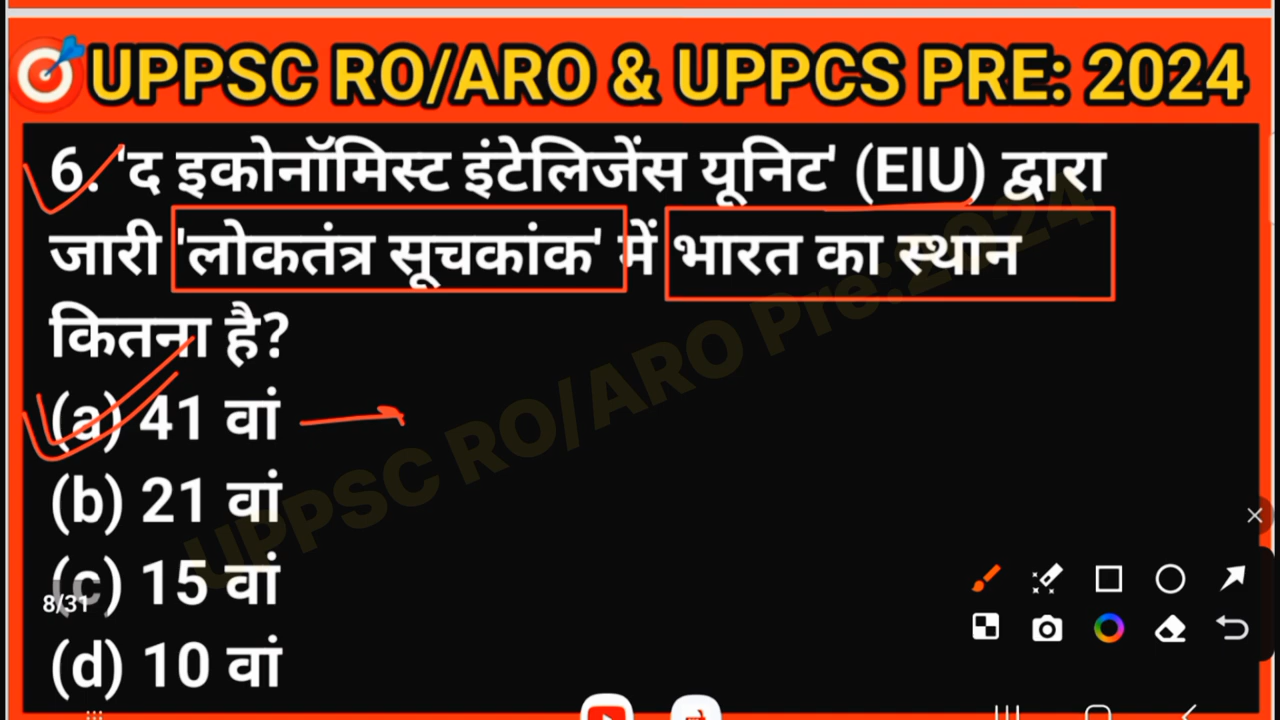 UPPSC RO/ARO & UPPCS PRE: 2024
6. 'द इकोनॉमिस्ट इंटेलिजेंस यूनिट' (EIU) द्वारा
जारी 'लोकतंत्र सूचकांक' में भारत का स्थान
कितना है?
(a) 41 वां
(b) 21 वां
(c) 15 वां
8/31
(d) 10 वां
UPPSC RO/ARO Pre:2024